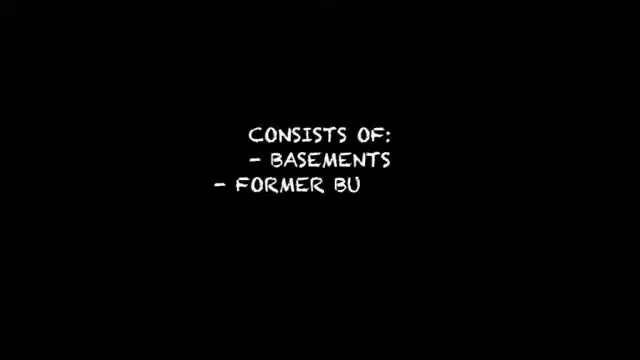 CONSISTS OF:
- BASEMENTS
- FORMER BU